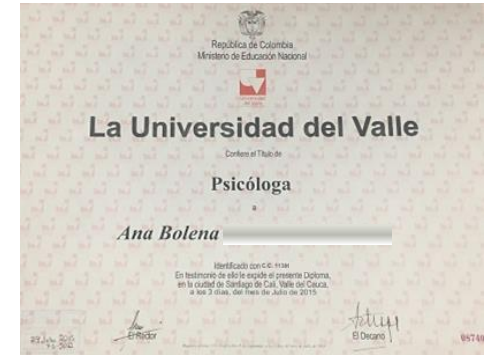 República de Colombia
Ministerio de Educación Nacional
La Universidad del Valle
Confiere el Título de
Psicóloga
a
Ana Bolena
Identificado con C.C.
En testimonio de ello le expide el presente Diploma,
en la ciudad de Santiago de Cali, Valle del Cauca,
a los 3 días, del mes de Julio de 2015
El Rector
El Decano